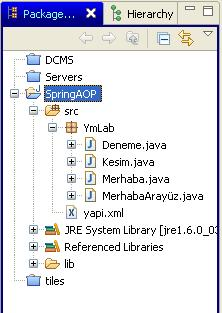 Package...
Hierarchy
DCMS
Servers
SpringAOP
src
YmLab
Deneme.java
Kesim.java
Merhaba.java
MerhabaArayüz.java
yapi.xml
JRE System Library [jre1.6.0_03
Referenced Libraries
lib
tiles